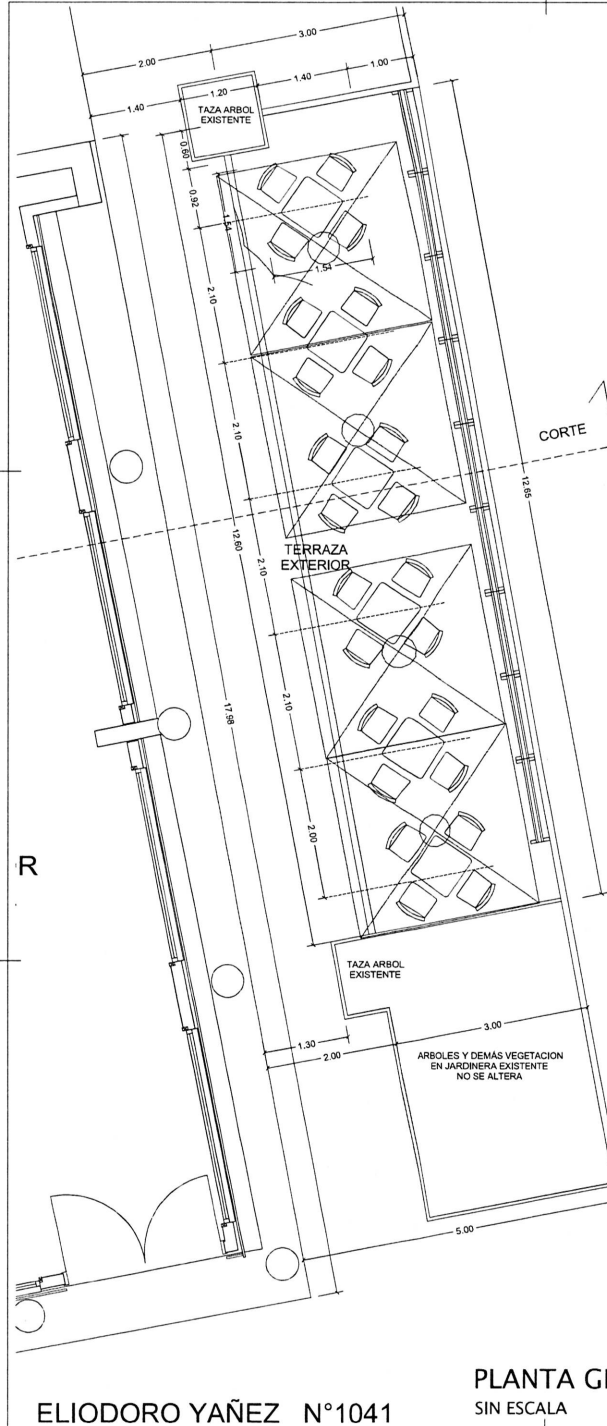 3.00
2.00
1.00
1.40
1.20
1.40
TAZA ARBOL
EXISTENTE
0.60
0.92
1.54
1.54
2.10
CORTE
2.10
12.65
12.60
TERRAZA
EXTERIOR
2.10
17.98
2.10
2.00
R
TAZA ARBOL
EXISTENTE
1.30
3.00
2.00
ARBOLES Y DEMÁS VEGETACION
EN JARDINERA EXISTENTE
NO SE ALTERA
5.00
PLANTA
SIN ESCALA
ELIODORO YAÑEZ N°1041